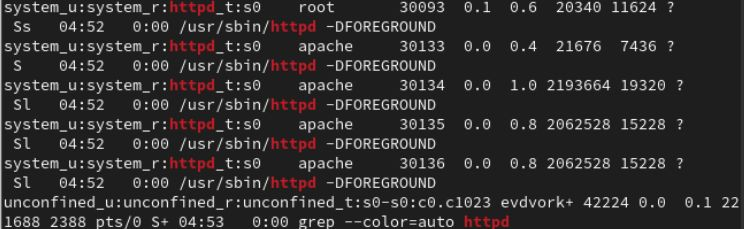 system_u:system_r:httpd_t:s0    root       30093  0.1  0.6  20340 11624 ?
 Ss   04:52   0:00 /usr/sbin/httpd -DFOREGROUND
system_u:system_r:httpd_t:s0    apache     30133  0.0  0.4  21676  7436 ?
 S    04:52   0:00 /usr/sbin/httpd -DFOREGROUND
system_u:system_r:httpd_t:s0    apache     30134  0.0  1.0 2193664 19320 ?
 Sl   04:52   0:00 /usr/sbin/httpd -DFOREGROUND
system_u:system_r:httpd_t:s0    apache     30135  0.0  0.8 2062528 15228 ?
 Sl   04:52   0:00 /usr/sbin/httpd -DFOREGROUND
system_u:system_r:httpd_t:s0    apache     30136  0.0  0.8 2062528 15228 ?
 Sl   04:52   0:00 /usr/sbin/httpd -DFOREGROUND
unconfined_u:unconfined_r:unconfined_t:s0-s0:c0.c1023 evdvork+ 42224 0.0  0.1 22
1688 2388 pts/0 S+ 04:53   0:00 grep --color=auto httpd